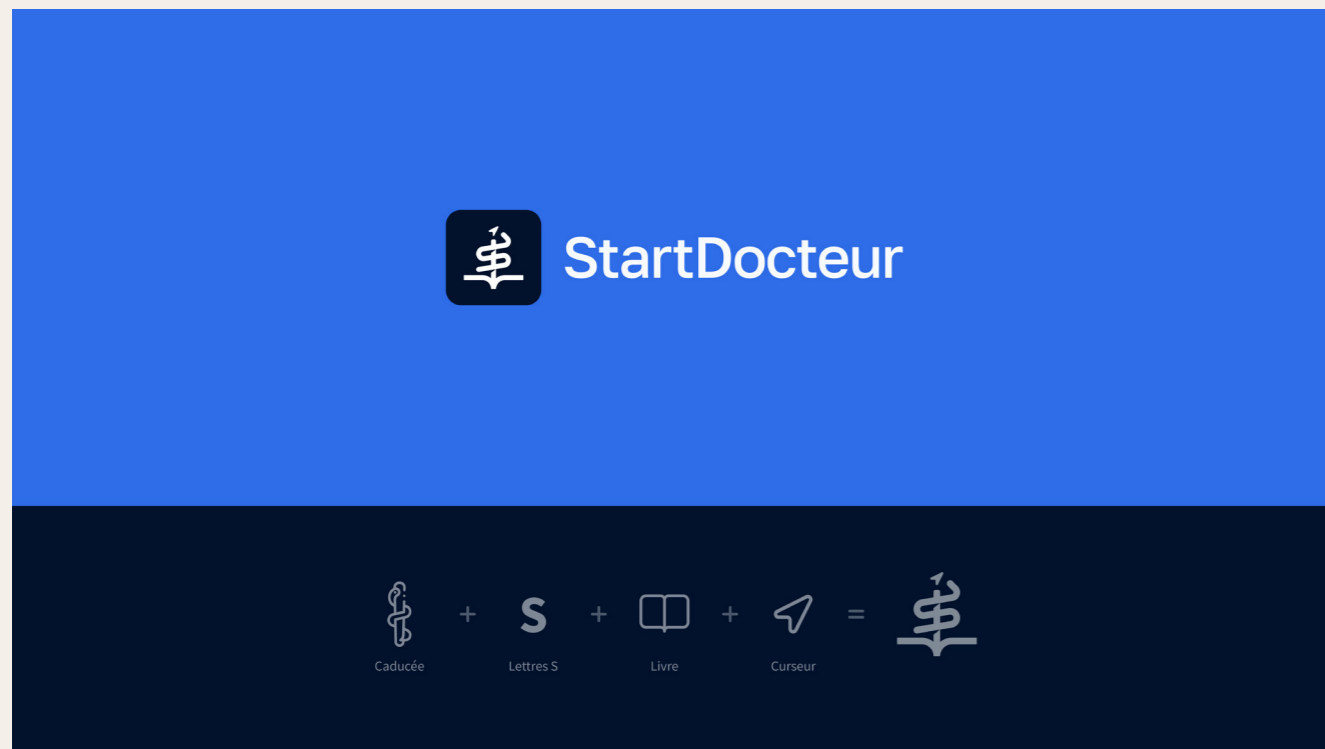 StartDocteur
S
+ + + =
Caducée Lettres S Livre Curseur